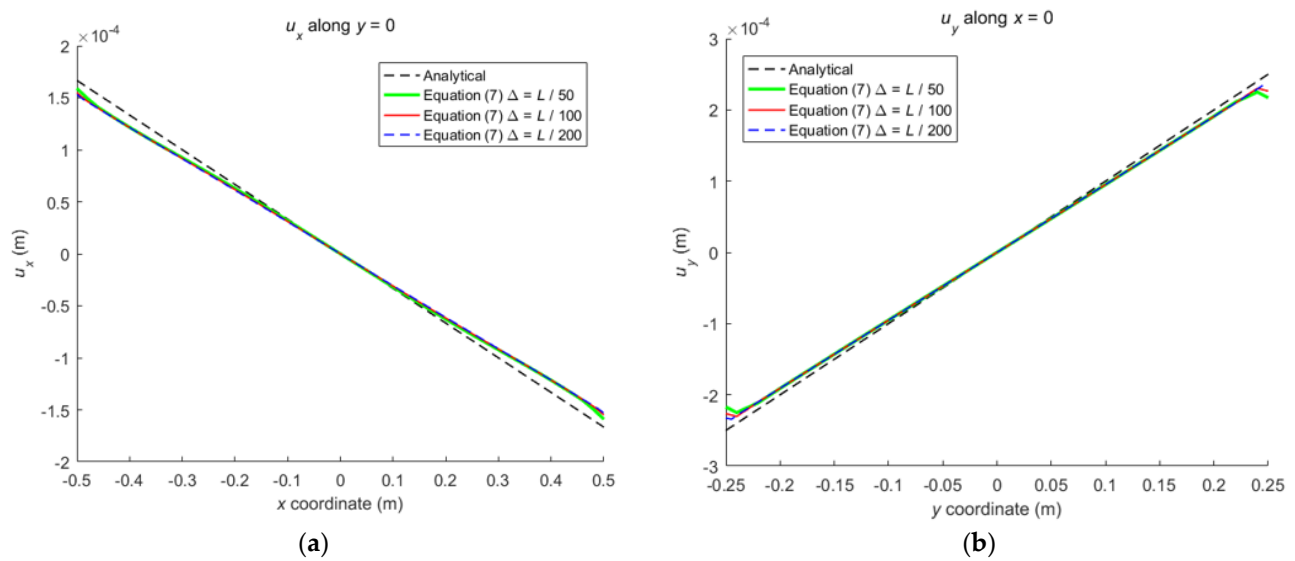 u_x along y = 0
×10⁻⁴
2
1.5
1
0.5
0
-0.5
-1
-1.5
-2
u_x (m)
-0.5 -0.4 -0.3 -0.2 -0.1 0 0.1 0.2 0.3 0.4 0.5
x coordinate (m)
Analytical
Equation (7) Δ = L / 50
Equation (7) Δ = L / 100
Equation (7) Δ = L / 200
(a)
u_y along x = 0
×10⁻⁴
3
2
1
0
-1
-2
-3
u_y (m)
-0.25 -0.2 -0.15 -0.1 -0.05 0 0.05 0.1 0.15 0.2 0.25
y coordinate (m)
Analytical
Equation (7) Δ = L / 50
Equation (7) Δ = L / 100
Equation (7) Δ = L / 200
(b)